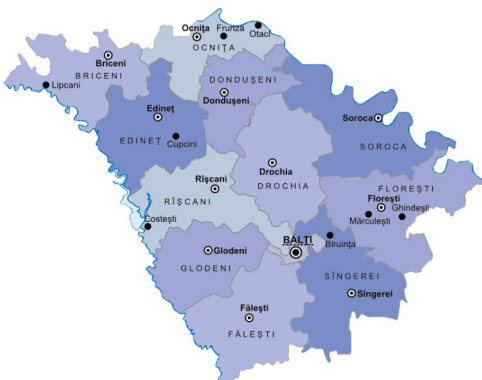 Ocnița
Frunză
Otaci
OCNIȚA
Briceni
BRICENI
Lipcani
DONDUȘENI
Dondușeni
Edineț
EDINEȚ
Cupcini
Soroca
SOROCA
Drochia
DROCHIA
Rîșcani
RÎȘCANI
Costești
FLOREȘTI
Florești
Ghindești
Mărculești
BĂLȚI
Biruința
Glodeni
GLODENI
SÎNGEREI
Sîngerei
Fălești
FĂLEȘTI